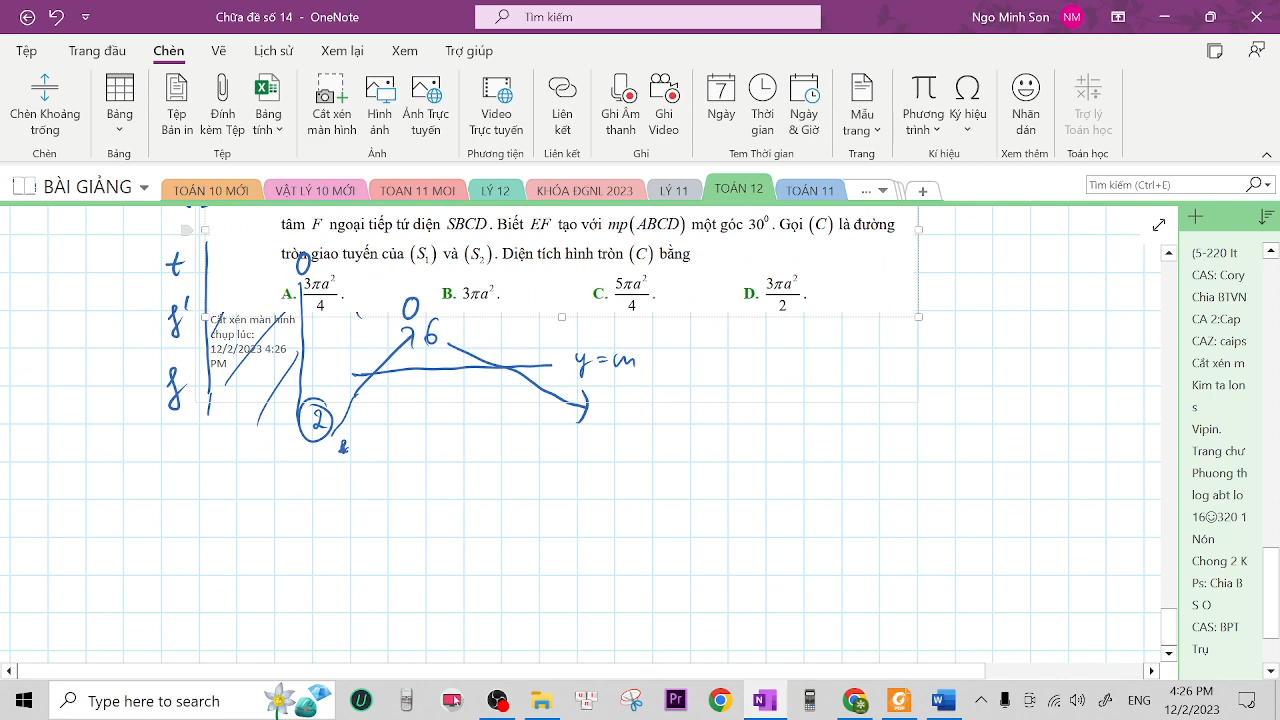 Chữa đề số 14 - OneNote
Tìm kiếm
Ngo Minh Son
NM
Tệp Trang đầu Chèn Vẽ Lịch sử Xem lại Xem Trợ giúp
Chèn Khoảng trống
Bảng
Tệp Bản in
Đính kèm Tệp
Bảng tính
Cắt xén màn hình
Hình ảnh
Ảnh Trực tuyến
Video Trực tuyến
Liên kết
Ghi Âm thanh
Ghi Video
7
Ngày
Thời gian
Ngày & Giờ
Mẫu trang
π
Phương trình
Ω
Ký hiệu
Nhãn dán
Trợ lý Toán học
Chèn Bảng Tệp Ảnh Phương tiện Liên kết Ghi Tem Thời gian Trang Kí hiệu Xem thêm Toán học
BÀI GIẢNG
TOÁN 10 MỚI VẬT LÝ 10 MỚI TOAN 11 MOI LÝ 12 KHÓA ĐGNL 2023 LÝ 11 TOÁN 12 TOÁN 11 ...
Tìm kiếm (Ctrl+E)
tâm F ngoại tiếp tứ diện SBCD. Biết EF tạo với mp(ABCD) một góc 30⁰. Gọi (C) là đường
tròn giao tuyến của (S₁) và (S₂). Diện tích hình tròn (C) bằng
A. 3πa²/4. B. 3πa². C. 5πa²/4. D. 3πa²/2.
Cắt xén màn hình
chụp lúc:
12/2/2023 4:26
PM
t 0 0
f'
6
y = m
f
2
(5-220 lt
CAS: Cory
Chia BTVN
CA 2:Cap
CAZ: caips
Cắt xén m
Kim ta lon
s
Vipin.
Trang chư
Phuong th
log abt lo
16☺320 1
Nón
Chong 2 K
Ps: Chia B
S O
CAS: BPT
Trụ
Type here to search
ENG
4:26 PM
12/2/2023